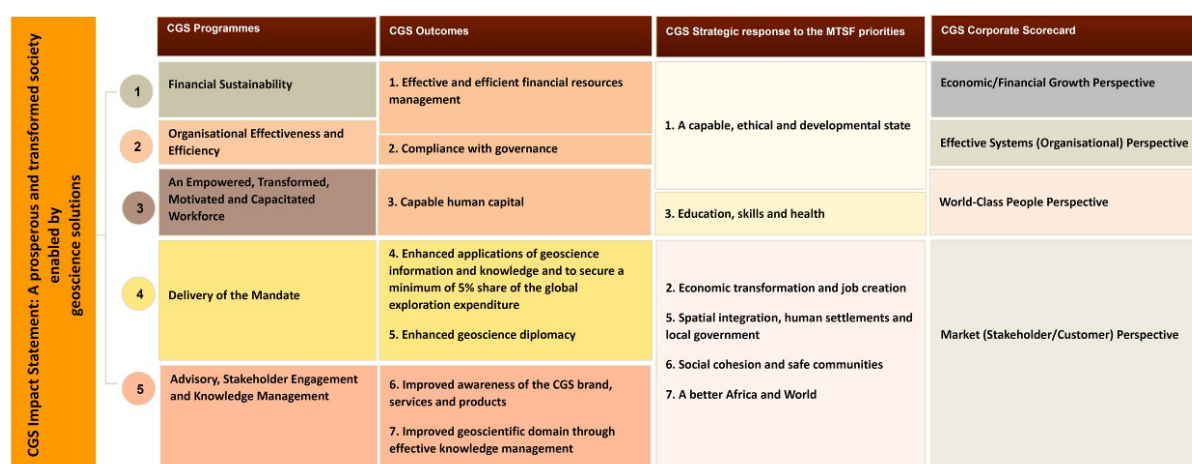 CGS Impact Statement: A prosperous and transformed society
enabled by
geoscience solutions
CGS Programmes
CGS Outcomes
CGS Strategic response to the MTSF priorities
CGS Corporate Scorecard
1
Financial Sustainability
1. Effective and efficient financial resources
management
1. A capable, ethical and developmental state
Economic/Financial Growth Perspective
2
Organisational Effectiveness and
Efficiency
2. Compliance with governance
Effective Systems (Organisational) Perspective
3
An Empowered, Transformed,
Motivated and Capacitated
Workforce
3. Capable human capital
3. Education, skills and health
World-Class People Perspective
4
Delivery of the Mandate
4. Enhanced applications of geoscience
information and knowledge and to secure a
minimum of 5% share of the global
exploration expenditure
5. Enhanced geoscience diplomacy
2. Economic transformation and job creation
5. Spatial integration, human settlements and
local government
6. Social cohesion and safe communities
7. A better Africa and World
Market (Stakeholder/Customer) Perspective
5
Advisory, Stakeholder Engagement
and Knowledge Management
6. Improved awareness of the CGS brand,
services and products
7. Improved geoscientific domain through
effective knowledge management